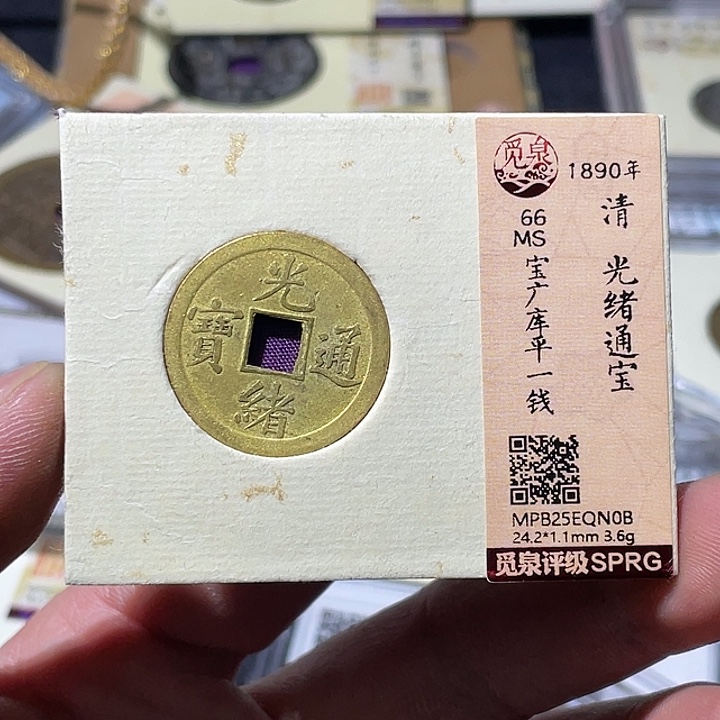 光
緒
通
寶
觅泉
1890年
清 光绪通宝
66
MS
宝广库平一钱
MPB25EQN0B
24.2*1.1mm 3.6g
觅泉评级SPRG